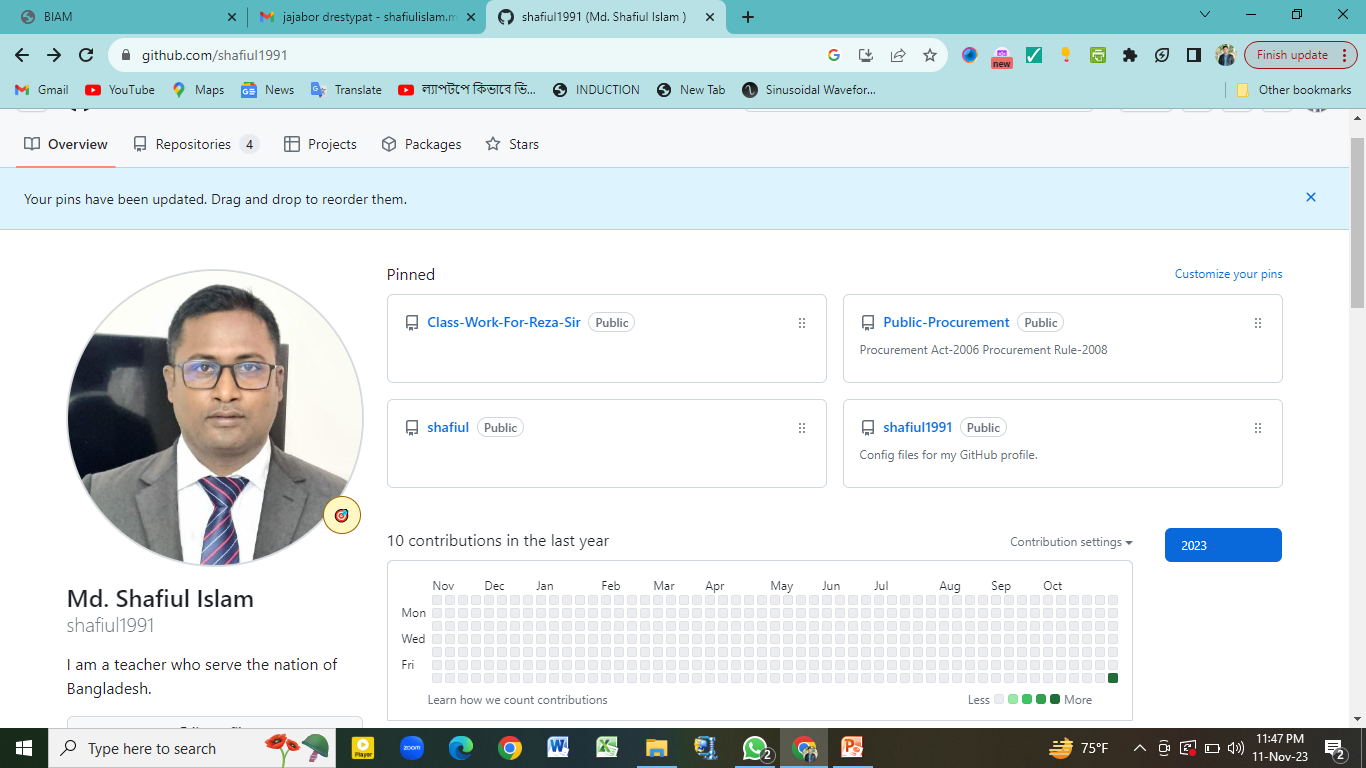 BIAM
jajabor drestypat - shafiulislam.m
shafiul1991 (Md. Shafiul Islam )
github.com/shafiul1991
new
Finish update
Gmail
YouTube
Maps
News
Translate
ল্যাপটপে কিভাবে ভি...
INDUCTION
New Tab
Sinusoidal Wavefor...
Other bookmarks
Overview
Repositories 4
Projects
Packages
Stars
Your pins have been updated. Drag and drop to reorder them.
Pinned
Customize your pins
Class-Work-For-Reza-Sir Public
Public-Procurement Public
Procurement Act-2006 Procurement Rule-2008
shafiul Public
shafiul1991 Public
Config files for my GitHub profile.
10 contributions in the last year
Contribution settings
2023
Nov Dec Jan Feb Mar Apr May Jun Jul Aug Sep Oct
Mon
Wed
Fri
Learn how we count contributions
Less
More
Md. Shafiul Islam
shafiul1991
I am a teacher who serve the nation of
Bangladesh.
Type here to search
Player
zoom
2
75°F
11:47 PM
11-Nov-23
2